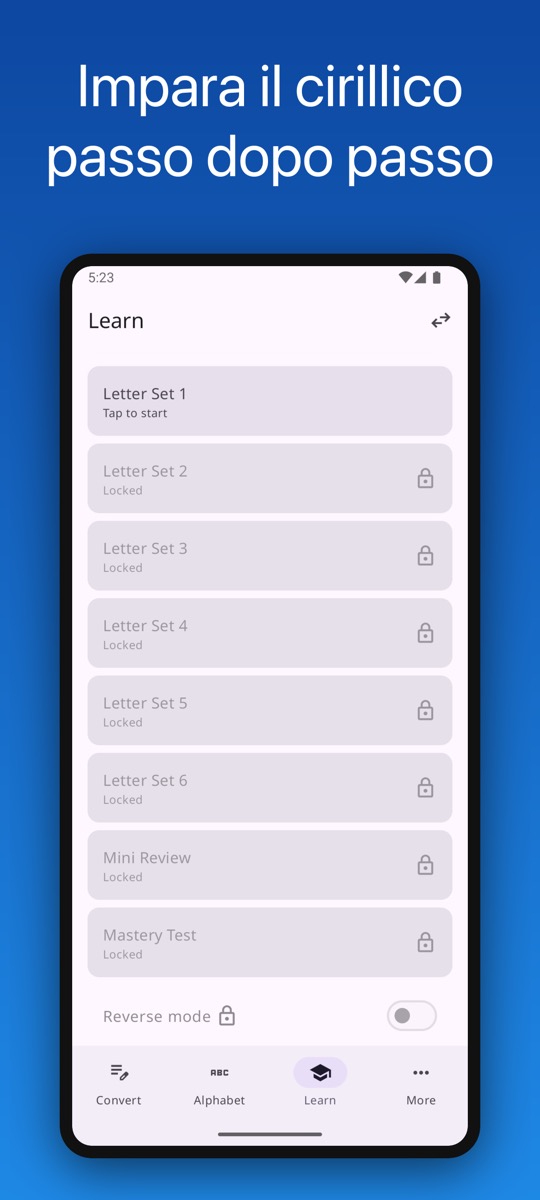 Impara il cirillico
passo dopo passo
5:23
Learn
Letter Set 1
Tap to start
Letter Set 2
Locked
Letter Set 3
Locked
Letter Set 4
Locked
Letter Set 5
Locked
Letter Set 6
Locked
Mini Review
Locked
Mastery Test
Locked
Reverse mode
ABC
Convert Alphabet Learn More